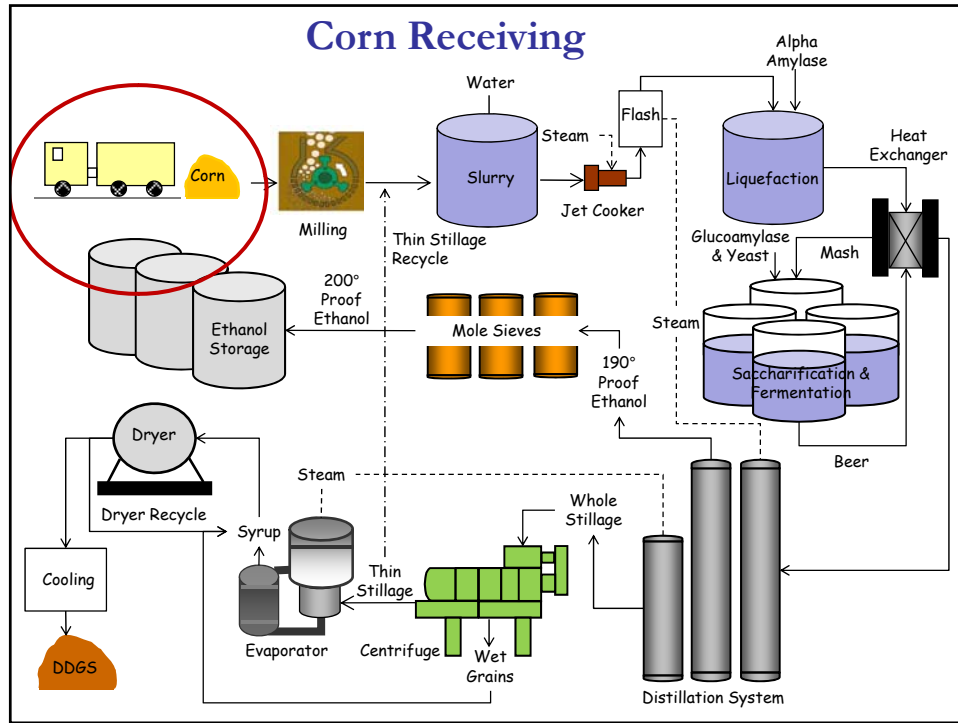 Corn Receiving
Alpha
Amylase
Water
Flash
Steam
Heat
Exchanger
Corn
Slurry
Liquefaction
Jet Cooker
Milling
Thin Stillage
Recycle
Glucoamylase
& Yeast
Mash
200°
Proof
Ethanol
Ethanol
Storage
Mole Sieves
Steam
190°
Proof
Ethanol
Saccharification &
Fermentation
Dryer
Beer
Steam
Dryer Recycle
Whole
Stillage
Syrup
Cooling
Thin
Stillage
Evaporator
Centrifuge
Wet
Grains
DDGS
Distillation System